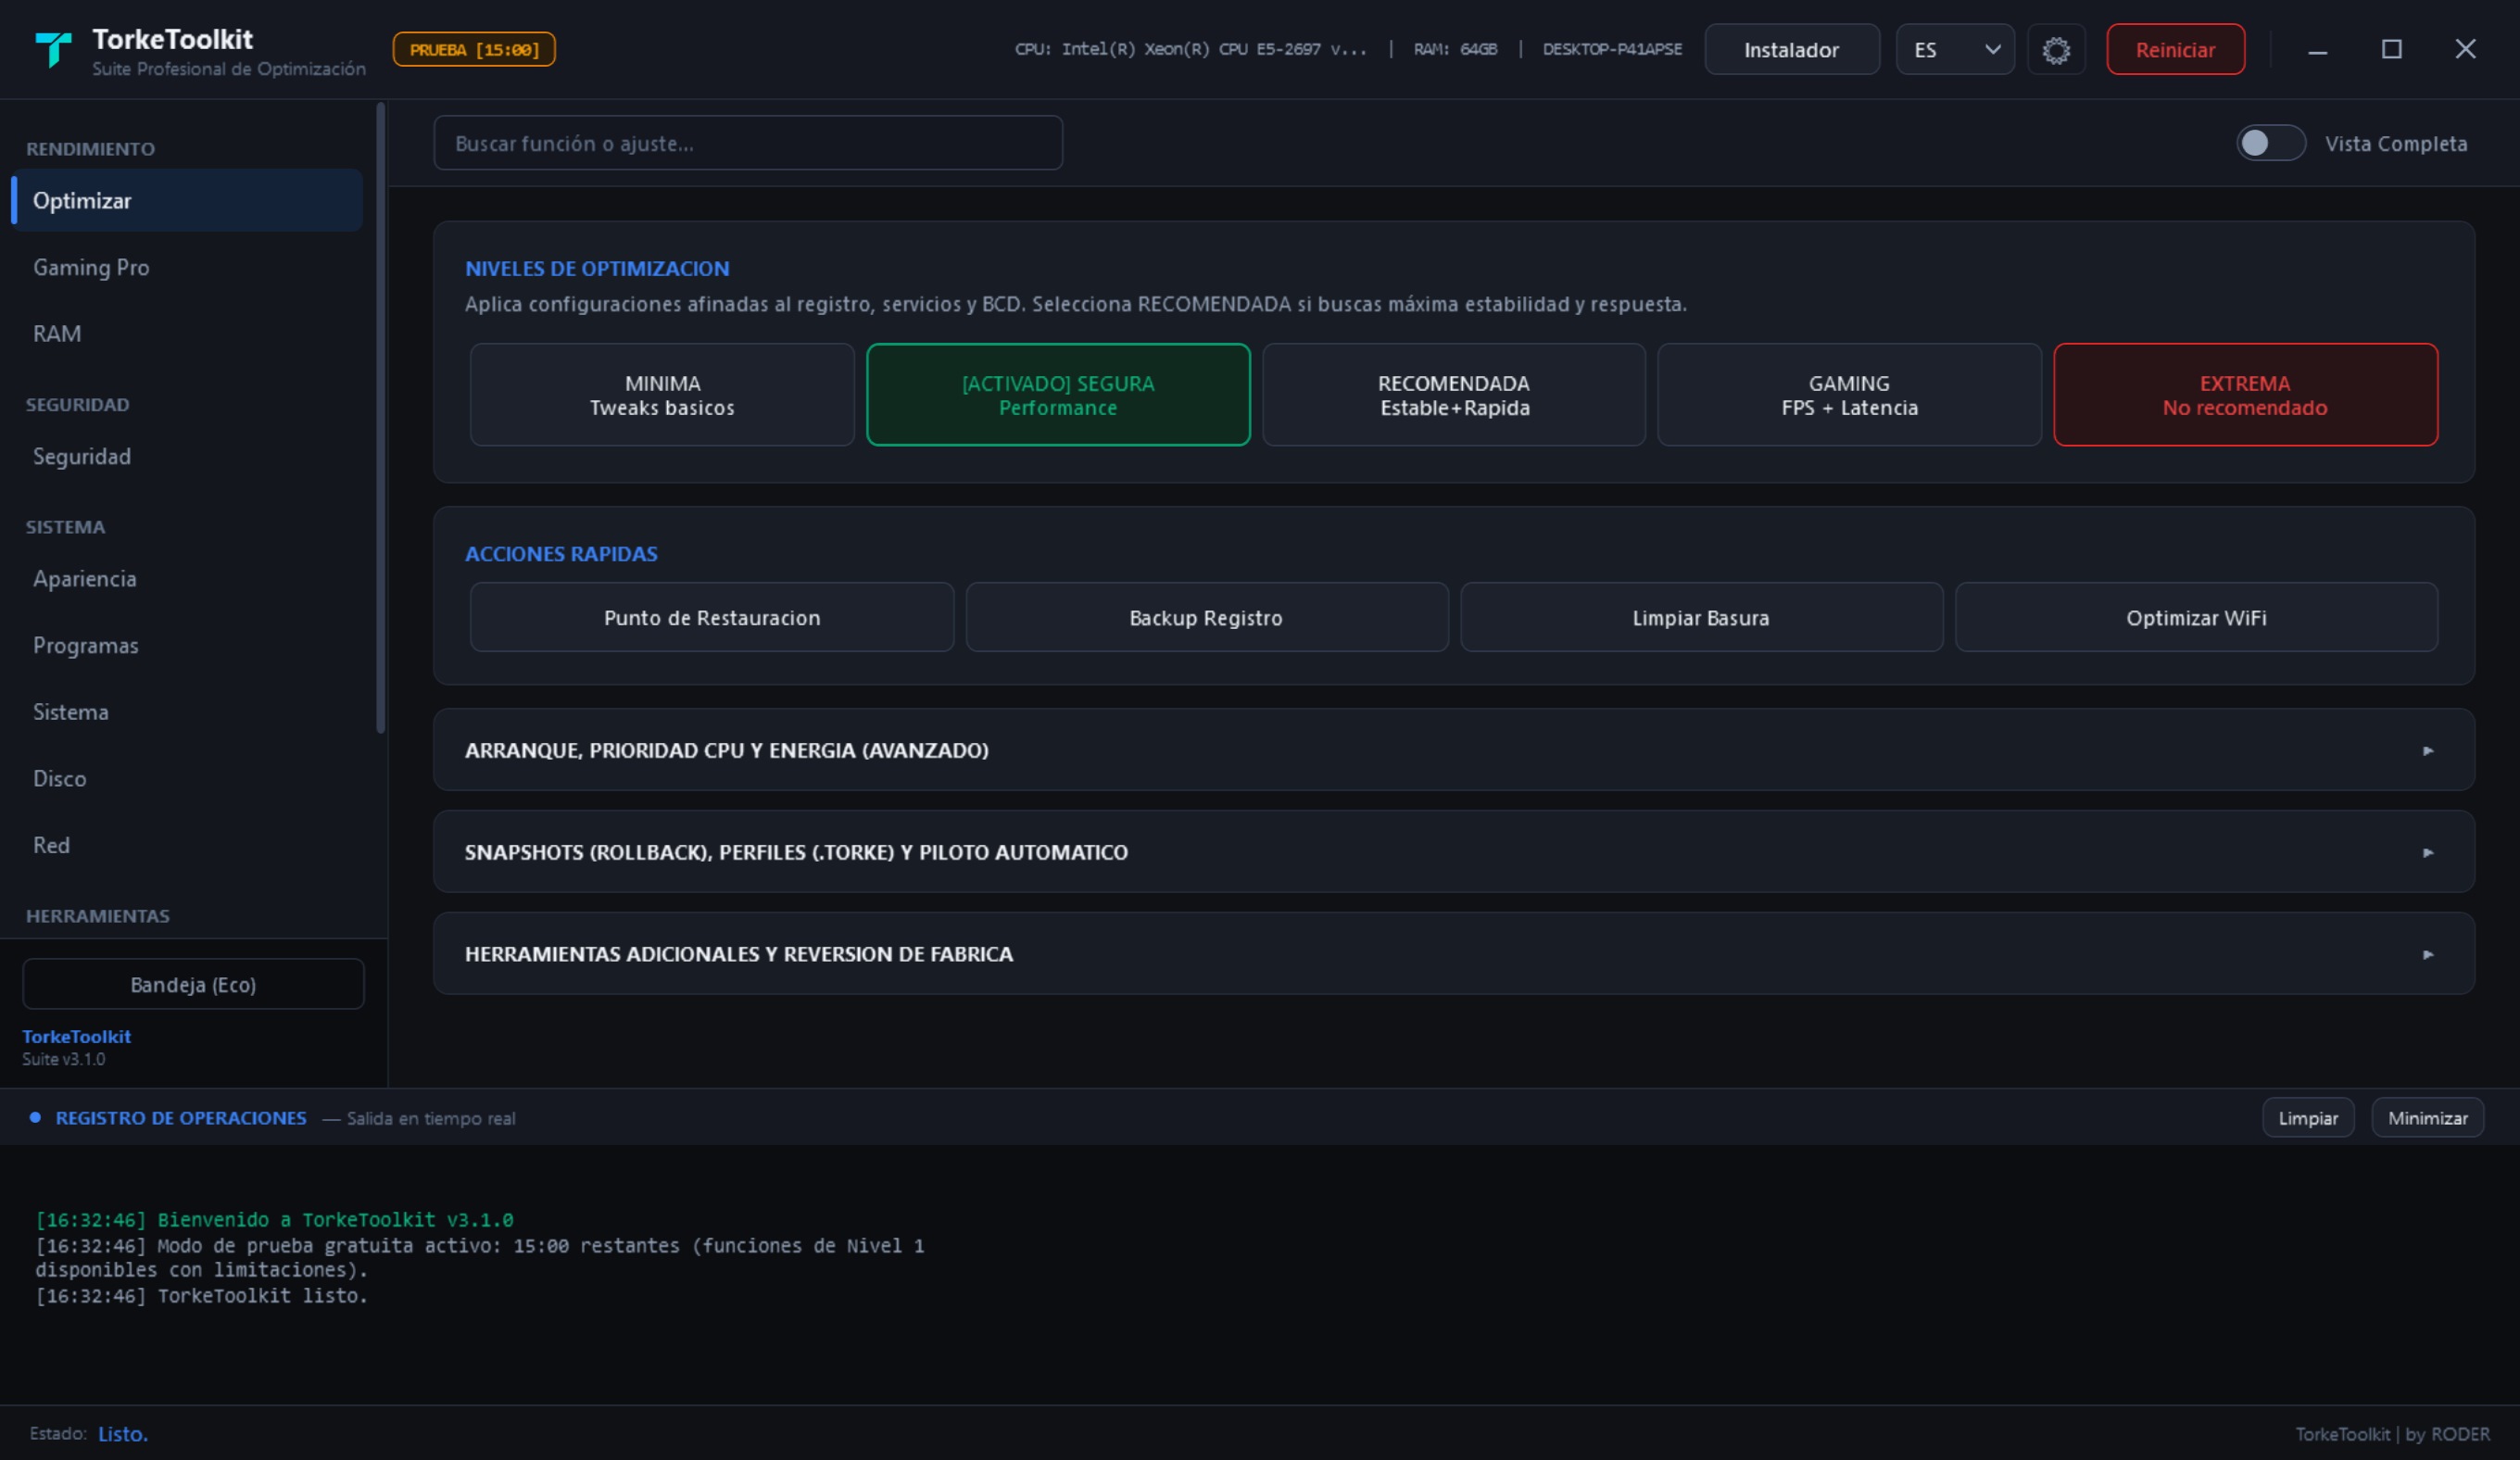 TorkeToolkit
Suite Profesional de Optimización
PRUEBA [15:00]
CPU: Intel(R) Xeon(R) CPU E5-2697 v... | RAM: 64GB | DESKTOP-P41APSE
Instalador
ES
Reiniciar
RENDIMIENTO
Optimizar
Gaming Pro
RAM
SEGURIDAD
Seguridad
SISTEMA
Apariencia
Programas
Sistema
Disco
Red
HERRAMIENTAS
Bandeja (Eco)
TorkeToolkit
Suite v3.1.0
Buscar función o ajuste...
Vista Completa
NIVELES DE OPTIMIZACION
Aplica configuraciones afinadas al registro, servicios y BCD. Selecciona RECOMENDADA si buscas máxima estabilidad y respuesta.
MINIMA
Tweaks basicos
[ACTIVADO] SEGURA
Performance
RECOMENDADA
Estable+Rapida
GAMING
FPS + Latencia
EXTREMA
No recomendado
ACCIONES RAPIDAS
Punto de Restauracion
Backup Registro
Limpiar Basura
Optimizar WiFi
ARRANQUE, PRIORIDAD CPU Y ENERGIA (AVANZADO)
SNAPSHOTS (ROLLBACK), PERFILES (.TORKE) Y PILOTO AUTOMATICO
HERRAMIENTAS ADICIONALES Y REVERSION DE FABRICA
REGISTRO DE OPERACIONES — Salida en tiempo real
Limpiar
Minimizar
[16:32:46] Bienvenido a TorkeToolkit v3.1.0
[16:32:46] Modo de prueba gratuita activo: 15:00 restantes (funciones de Nivel 1
disponibles con limitaciones).
[16:32:46] TorkeToolkit listo.
Estado: Listo.
TorkeToolkit | by RODER